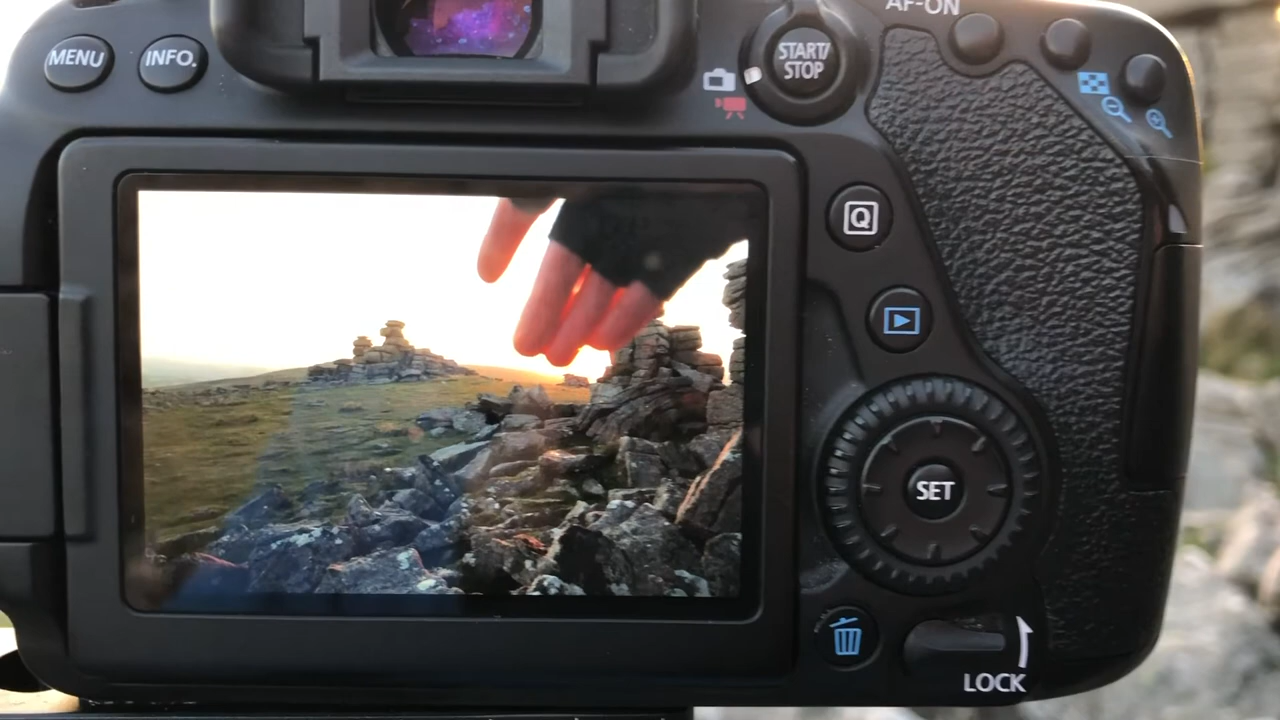 AF-ON
MENU
INFO.
START/
STOP
Q
SET
LOCK